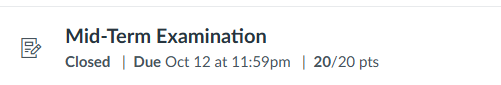 Mid-Term Examination
Closed | Due Oct 12 at 11:59pm | 20/20 pts